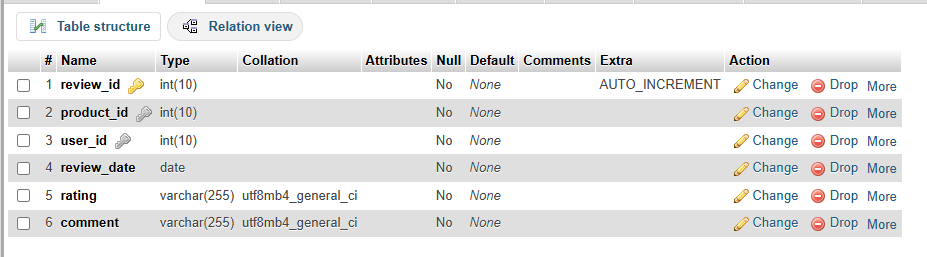 Table structure Relation view
# Name Type Collation Attributes Null Default Comments Extra Action
1 review_id int(10) No None AUTO_INCREMENT Change Drop More
2 product_id int(10) No None Change Drop More
3 user_id int(10) No None Change Drop More
4 review_date date No None Change Drop More
5 rating varchar(255) utf8mb4_general_ci No None Change Drop More
6 comment varchar(255) utf8mb4_general_ci No None Change Drop More